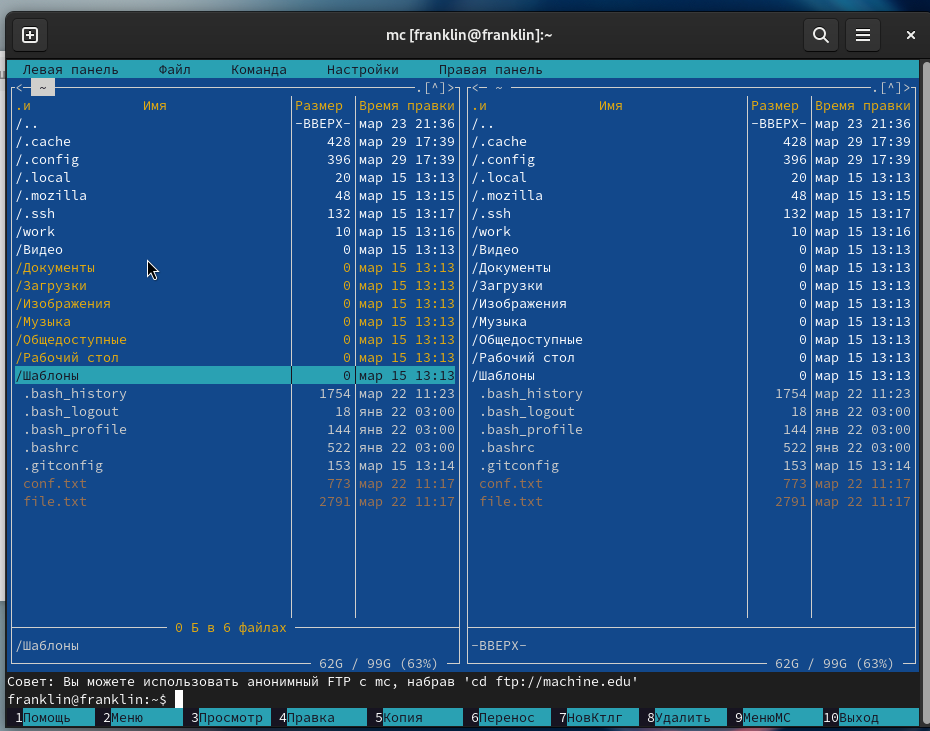 mc [franklin@franklin]:~
Левая панель Файл Команда Настройки Правая панель
<─ ~ .[^]> <─ ~ .[^]>
.и Имя Размер Время правки .и Имя Размер Время правки
/.. -ВВЕРХ- мар 23 21:36 /.. -ВВЕРХ- мар 23 21:36
/.cache 428 мар 29 17:39 /.cache 428 мар 29 17:39
/.config 396 мар 29 17:39 /.config 396 мар 29 17:39
/.local 20 мар 15 13:13 /.local 20 мар 15 13:13
/.mozilla 48 мар 15 13:15 /.mozilla 48 мар 15 13:15
/.ssh 132 мар 15 13:17 /.ssh 132 мар 15 13:17
/work 10 мар 15 13:16 /work 10 мар 15 13:16
/Видео 0 мар 15 13:13 /Видео 0 мар 15 13:13
/Документы 0 мар 15 13:13 /Документы 0 мар 15 13:13
/Загрузки 0 мар 15 13:13 /Загрузки 0 мар 15 13:13
/Изображения 0 мар 15 13:13 /Изображения 0 мар 15 13:13
/Музыка 0 мар 15 13:13 /Музыка 0 мар 15 13:13
/Общедоступные 0 мар 15 13:13 /Общедоступные 0 мар 15 13:13
/Рабочий стол 0 мар 15 13:13 /Рабочий стол 0 мар 15 13:13
/Шаблоны 0 мар 15 13:13 /Шаблоны 0 мар 15 13:13
.bash_history 1754 мар 22 11:23 .bash_history 1754 мар 22 11:23
.bash_logout 18 янв 22 03:00 .bash_logout 18 янв 22 03:00
.bash_profile 144 янв 22 03:00 .bash_profile 144 янв 22 03:00
.bashrc 522 янв 22 03:00 .bashrc 522 янв 22 03:00
.gitconfig 153 мар 15 13:14 .gitconfig 153 мар 15 13:14
conf.txt 773 мар 22 11:17 conf.txt 773 мар 22 11:17
file.txt 2791 мар 22 11:17 file.txt 2791 мар 22 11:17
0 Б в 6 файлах
/Шаблоны -ВВЕРХ-
62G / 99G (63%) 62G / 99G (63%)
Совет: Вы можете использовать анонимный FTP с mc, набрав 'cd ftp://machine.edu'
franklin@franklin:~$
1Помощь 2Меню 3Просмотр 4Правка 5Копия 6Перенос 7НовКтлг 8Удалить 9МенюМС 10Выход